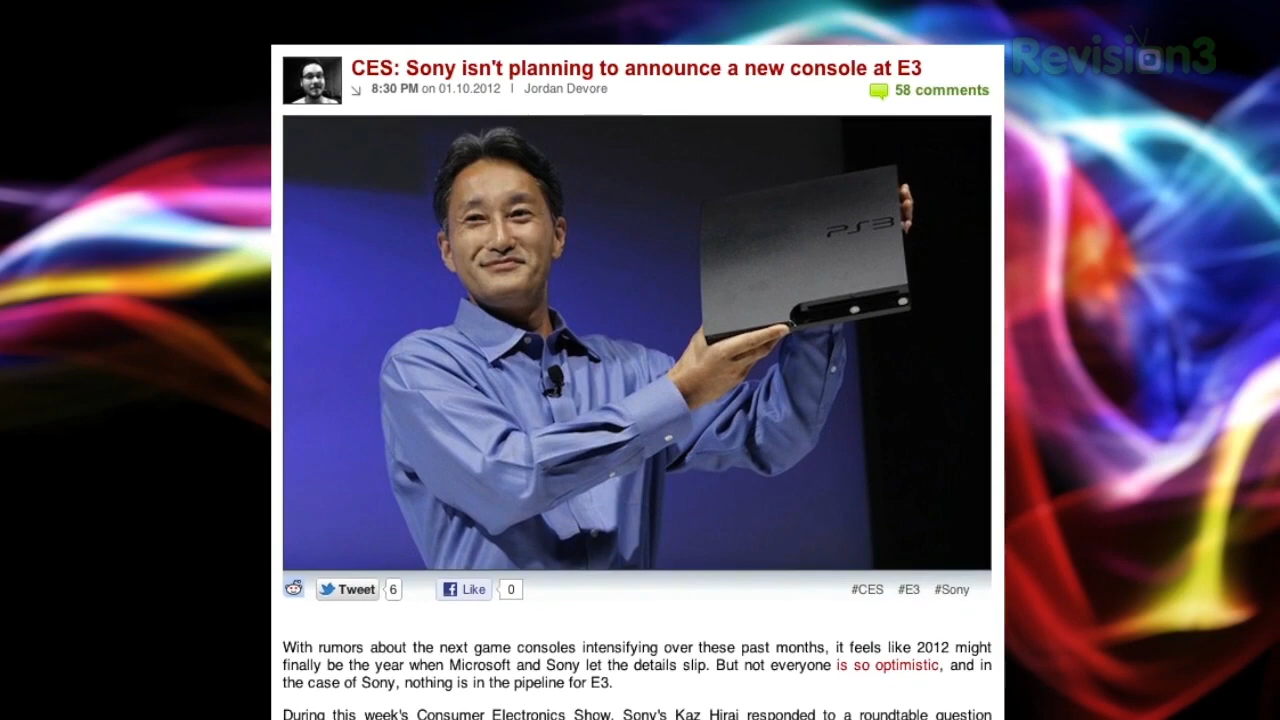 Revision3
CES: Sony isn't planning to announce a new console at E3
8:30 PM on 01.10.2012 | Jordan Devore
58 comments
PS3
Tweet 6
Like 0
#CES #E3 #Sony
With rumors about the next game consoles intensifying over these past months, it feels like 2012 might
finally be the year when Microsoft and Sony let the details slip. But not everyone is so optimistic, and in
the case of Sony, nothing is in the pipeline for E3.
During this week's Consumer Electronics Show, Sony's Kaz Hirai responded to a roundtable question